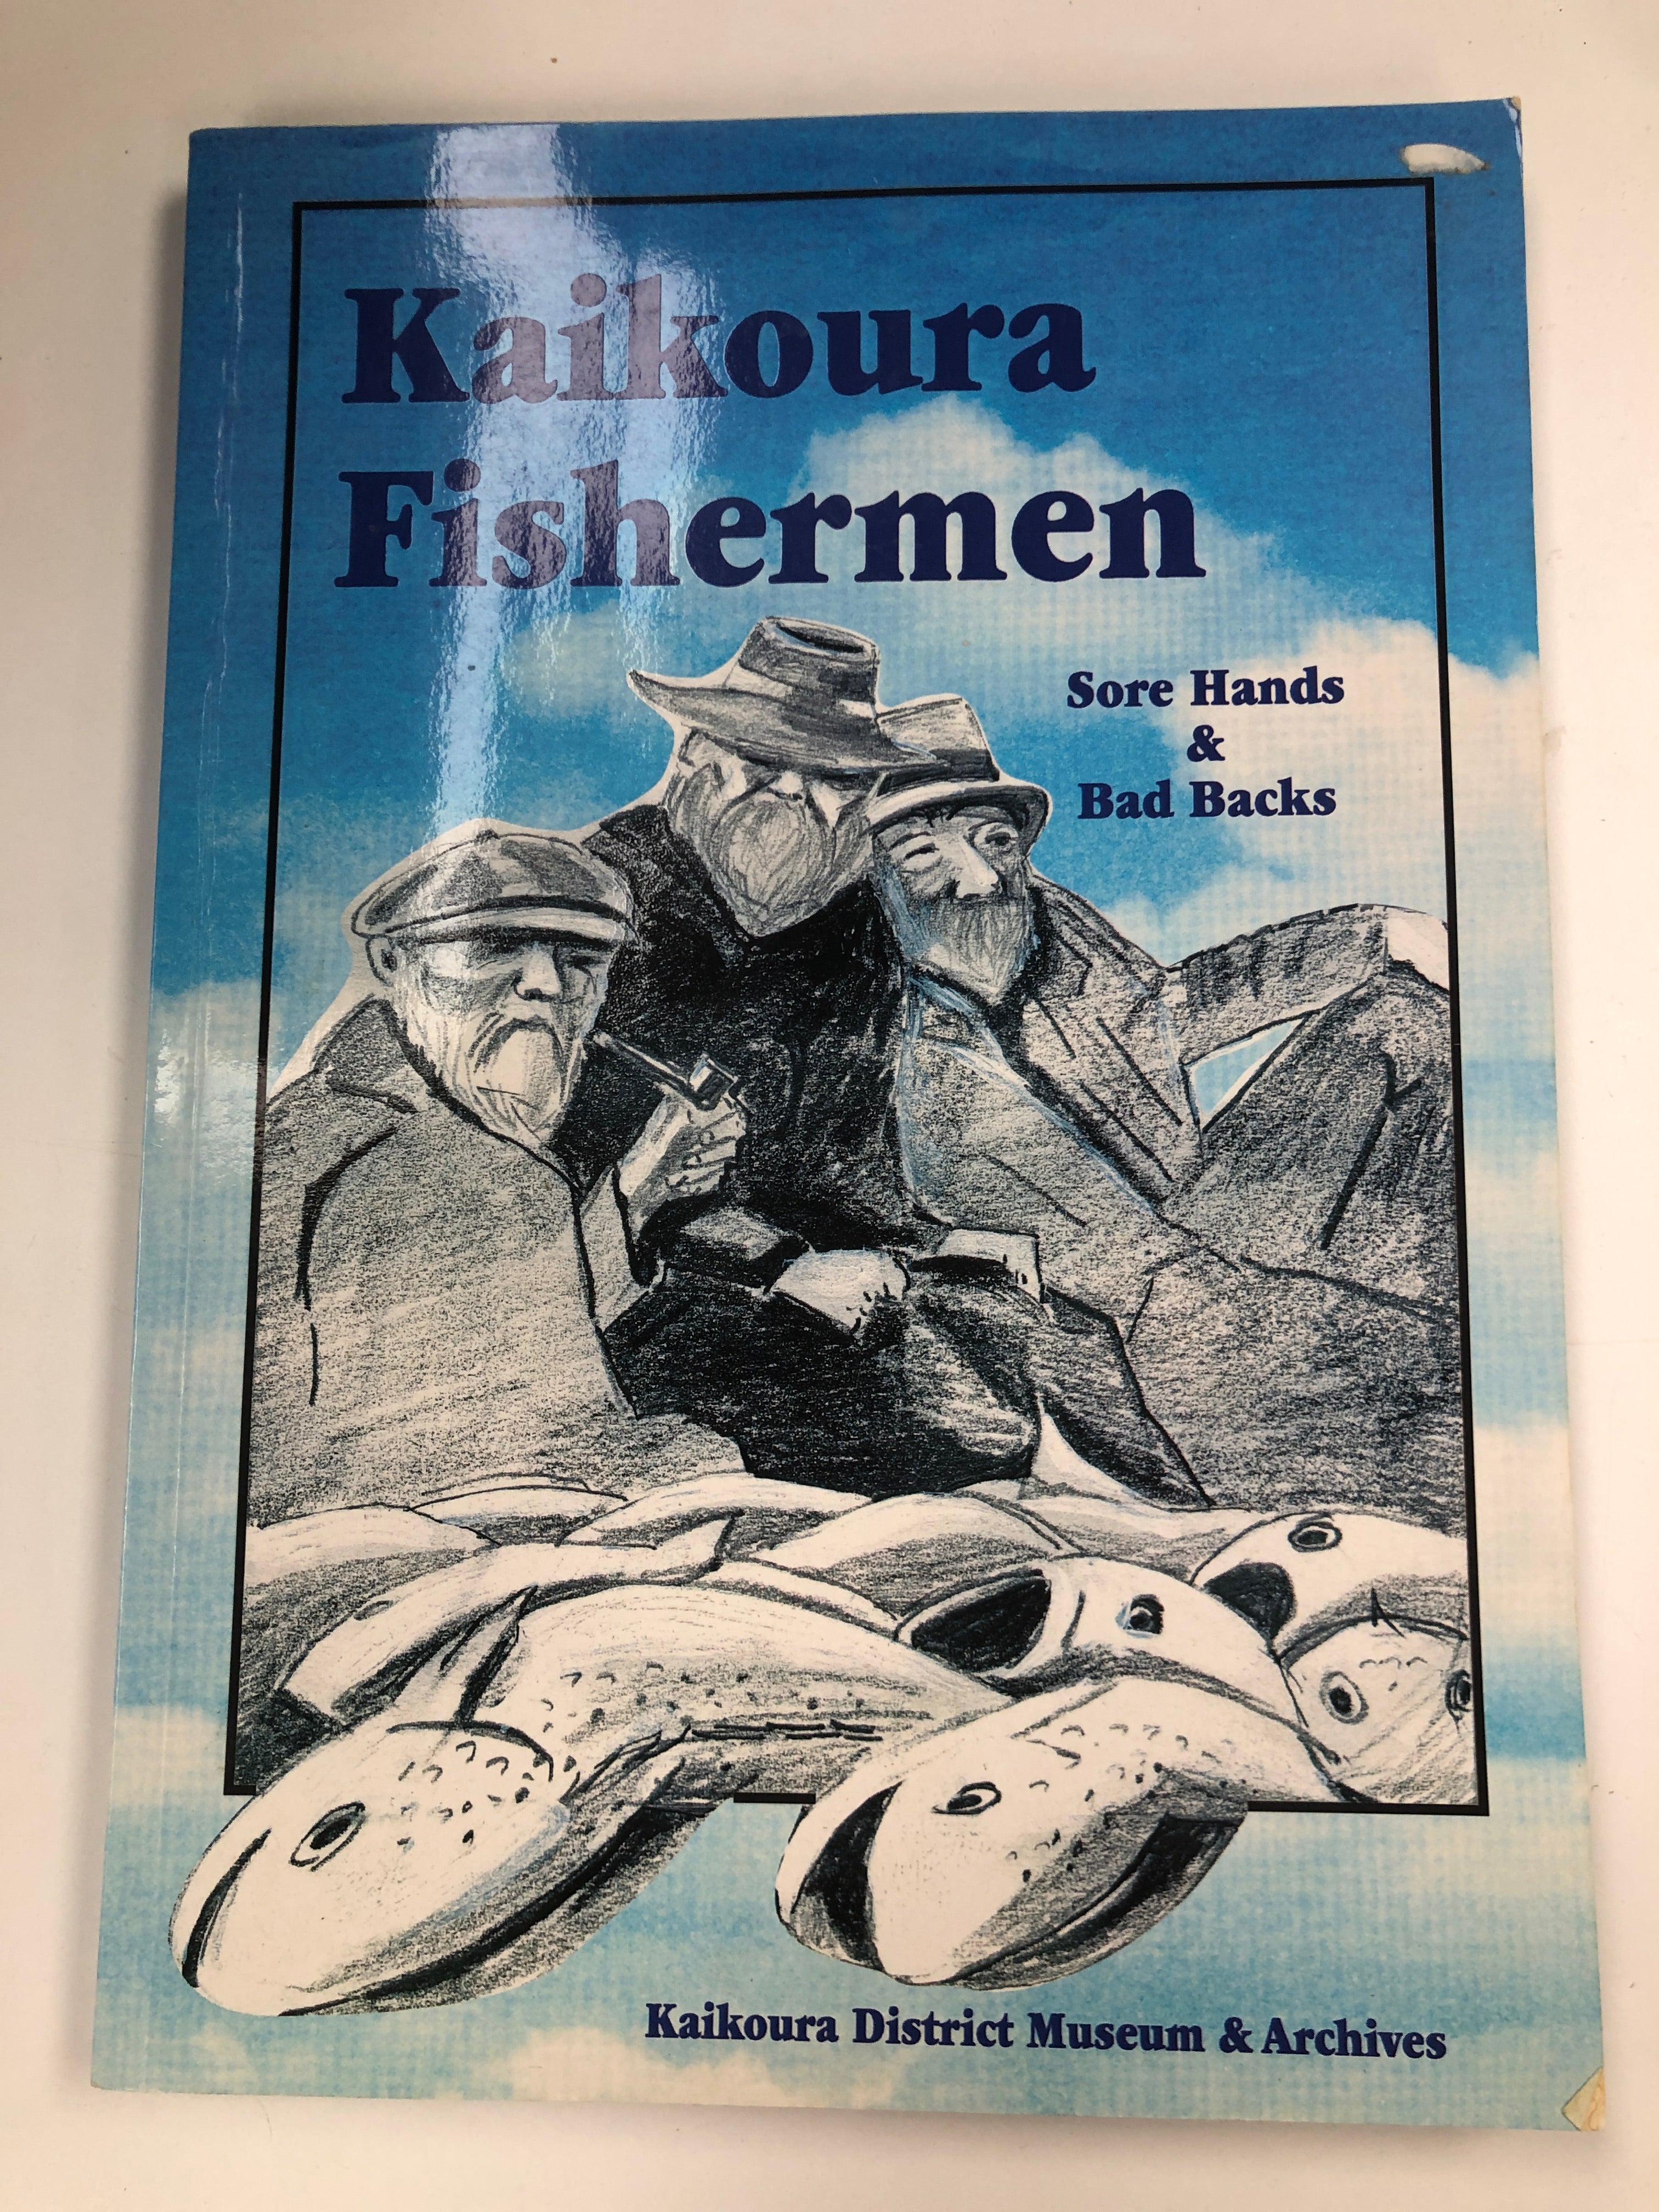 Kaikoura
Fishermen
Sore Hands
&
Bad Backs
Kaikoura District Museum & Archives